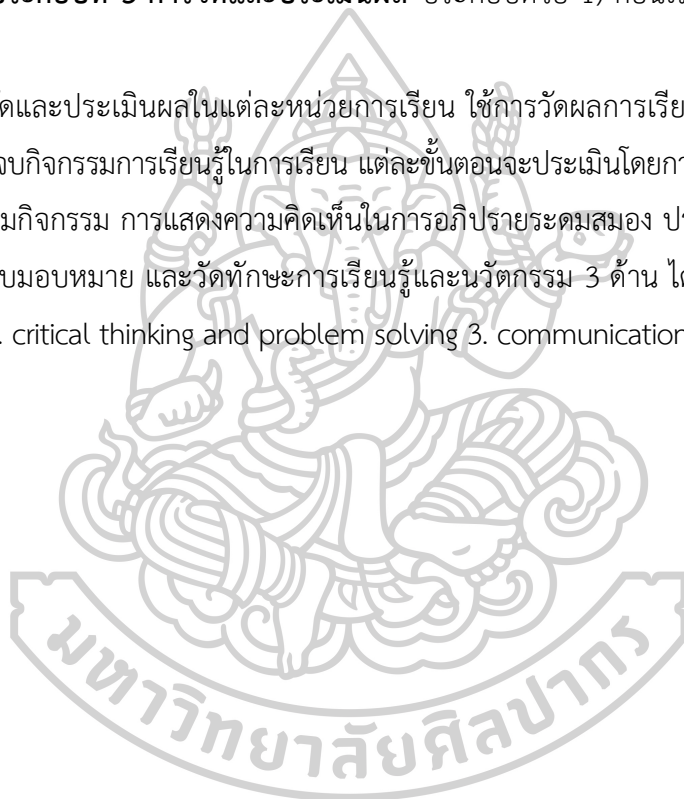 และประเมินผลในแต่ละหน่วยการเรียน ใช้การวัดผลการเรีย
กิจกรรมการเรียนรู้ในการเรียน แต่ละขั้นตอนจะประเมินโดยกา
มกิจกรรม การแสดงความคิดเห็นในการอภิปรายระดมสมอง
บมอบหมาย และวัดทักษะการเรียนรู้และนวัตกรรม 3 ด้าน ได
. critical thinking and problem solving 3. communication
มหาวิทยาลัยศิลปากร